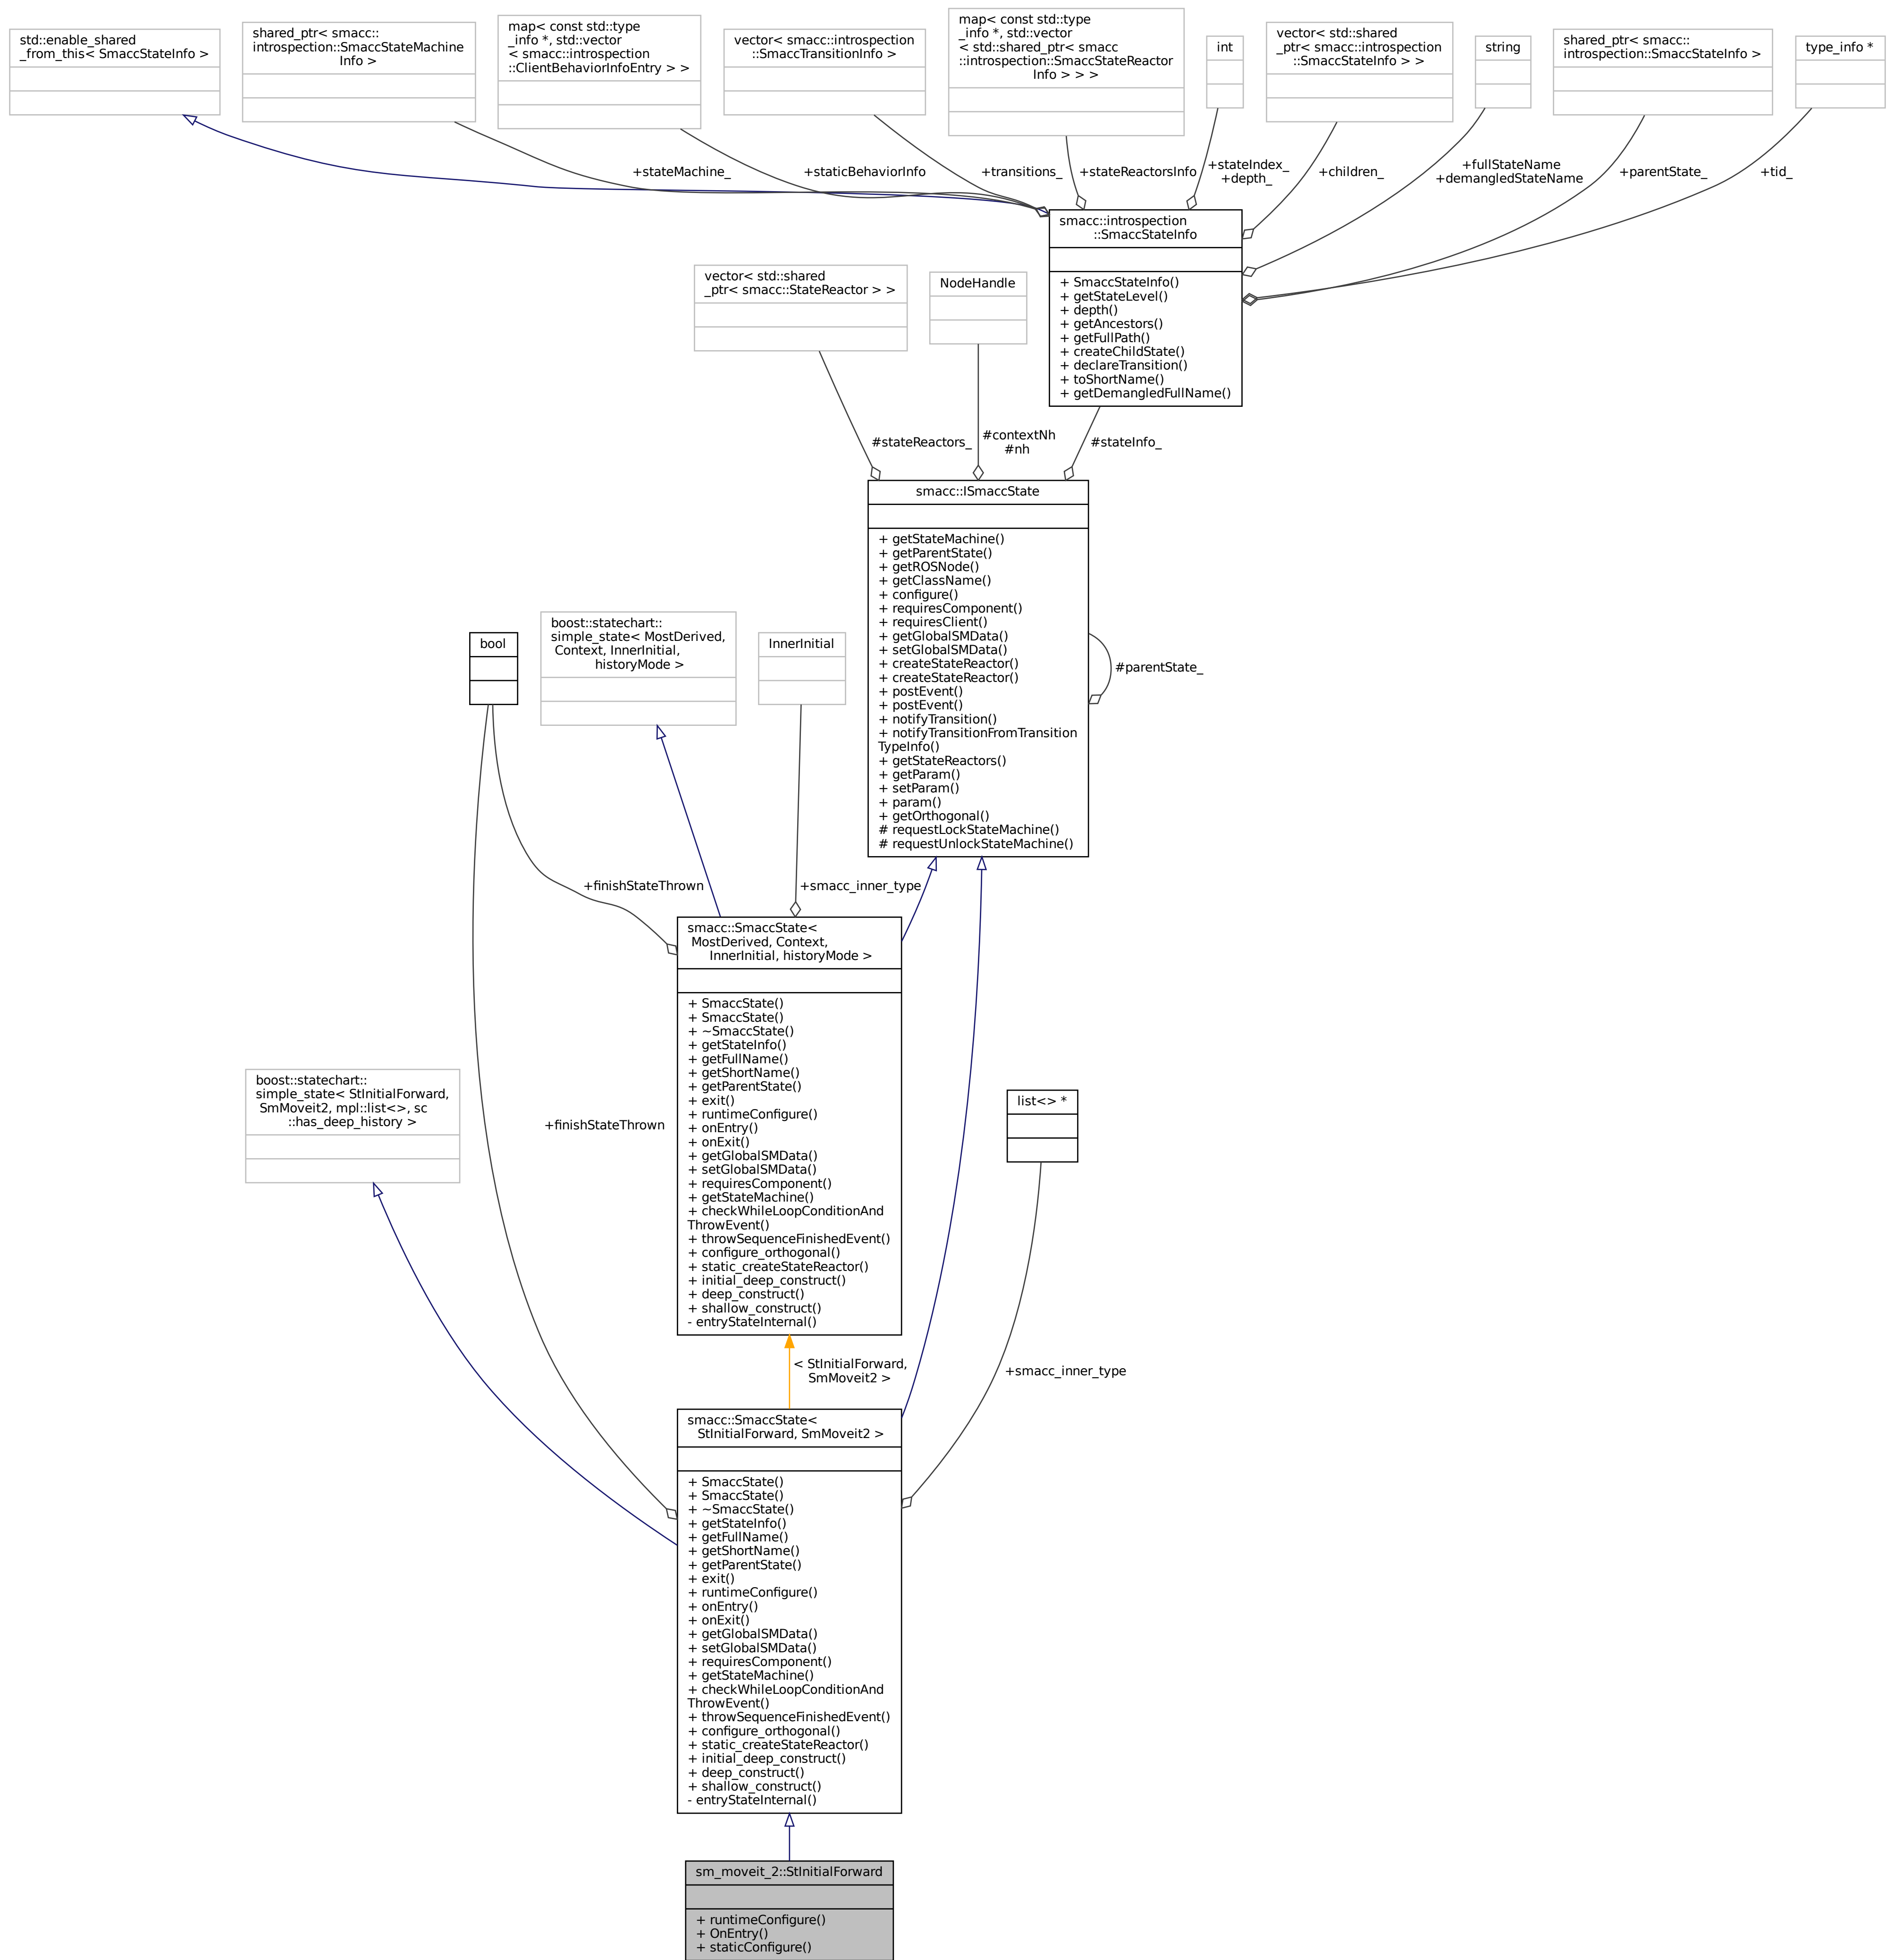 std::enable_shared
_from_this< SmaccStateInfo >
shared_ptr< smacc::
introspection::SmaccStateMachine
Info >
map< const std::type
_info *, std::vector
< smacc::introspection
::ClientBehaviorInfoEntry > >
vector< smacc::introspection
::SmaccTransitionInfo >
map< const std::type
_info *, std::vector
< std::shared_ptr< smacc
::introspection::SmaccStateReactor
Info > > >
int
vector< std::shared
_ptr< smacc::introspection
::SmaccStateInfo > >
string
shared_ptr< smacc::
introspection::SmaccStateInfo >
type_info *
+stateMachine_
+staticBehaviorInfo
+transitions_
+stateReactorsInfo
+stateIndex_
+depth_
+children_
+fullStateName
+demangledStateName
+parentState_
+tid_
smacc::introspection
::SmaccStateInfo
+ SmaccStateInfo()
+ getStateLevel()
+ depth()
+ getAncestors()
+ getFullPath()
+ createChildState()
+ declareTransition()
+ toShortName()
+ getDemangledFullName()
vector< std::shared
_ptr< smacc::StateReactor > >
NodeHandle
#stateReactors_
#contextNh
#nh
#stateInfo_
smacc::ISmaccState
+ getStateMachine()
+ getParentState()
+ getROSNode()
+ getClassName()
+ configure()
+ requiresComponent()
+ requiresClient()
+ getGlobalSMData()
+ setGlobalSMData()
+ createStateReactor()
+ createStateReactor()
+ postEvent()
+ postEvent()
+ notifyTransition()
+ notifyTransitionFromTransition
TypeInfo()
+ getStateReactors()
+ getParam()
+ setParam()
+ param()
+ getOrthogonal()
# requestLockStateMachine()
# requestUnlockStateMachine()
#parentState_
bool
boost::statechart::
simple_state< MostDerived,
Context, InnerInitial,
historyMode >
InnerInitial
+finishStateThrown
+smacc_inner_type
smacc::SmaccState<
MostDerived, Context,
InnerInitial, historyMode >
+ SmaccState()
+ SmaccState()
+ ~SmaccState()
+ getStateInfo()
+ getFullName()
+ getShortName()
+ getParentState()
+ exit()
+ runtimeConfigure()
+ onEntry()
+ onExit()
+ getGlobalSMData()
+ setGlobalSMData()
+ requiresComponent()
+ getStateMachine()
+ checkWhileLoopConditionAnd
ThrowEvent()
+ throwSequenceFinishedEvent()
+ configure_orthogonal()
+ static_createStateReactor()
+ initial_deep_construct()
+ deep_construct()
+ shallow_construct()
- entryStateInternal()
boost::statechart::
simple_state< StInitialForward,
SmMoveit2, mpl::list<>, sc
::has_deep_history >
+finishStateThrown
list<> *
< StInitialForward,
SmMoveit2 >
+smacc_inner_type
smacc::SmaccState<
StInitialForward, SmMoveit2 >
+ SmaccState()
+ SmaccState()
+ ~SmaccState()
+ getStateInfo()
+ getFullName()
+ getShortName()
+ getParentState()
+ exit()
+ runtimeConfigure()
+ onEntry()
+ onExit()
+ getGlobalSMData()
+ setGlobalSMData()
+ requiresComponent()
+ getStateMachine()
+ checkWhileLoopConditionAnd
ThrowEvent()
+ throwSequenceFinishedEvent()
+ configure_orthogonal()
+ static_createStateReactor()
+ initial_deep_construct()
+ deep_construct()
+ shallow_construct()
- entryStateInternal()
sm_moveit_2::StInitialForward
+ runtimeConfigure()
+ OnEntry()
+ staticConfigure()